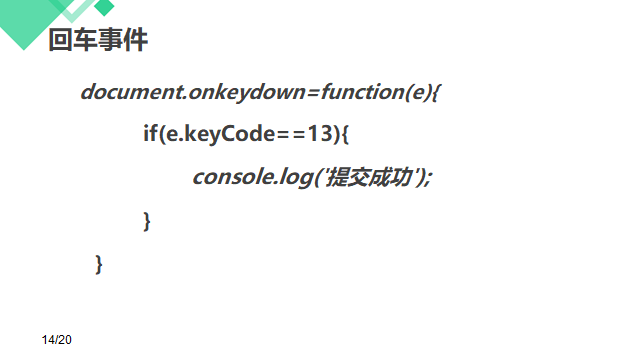 回车事件
document.onkeydown=function(e){
if(e.keyCode==13){
console.log('提交成功');
}
}
14/20